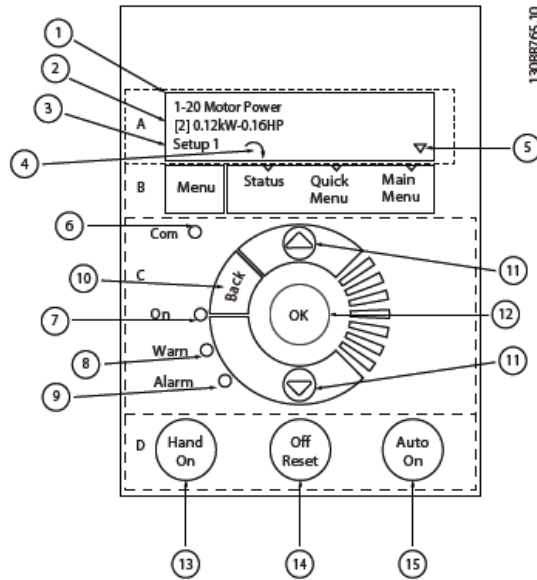 130BB765.10
1
2
3
4
A
1-20 Motor Power
[2] 0.12kW-0.16HP
Setup 1
5
B
Menu
Status
Quick Menu
Main Menu
6
Com
10
C
Back
11
7
On
OK
12
8
Warn
9
Alarm
11
D
Hand On
Off Reset
Auto On
13
14
15